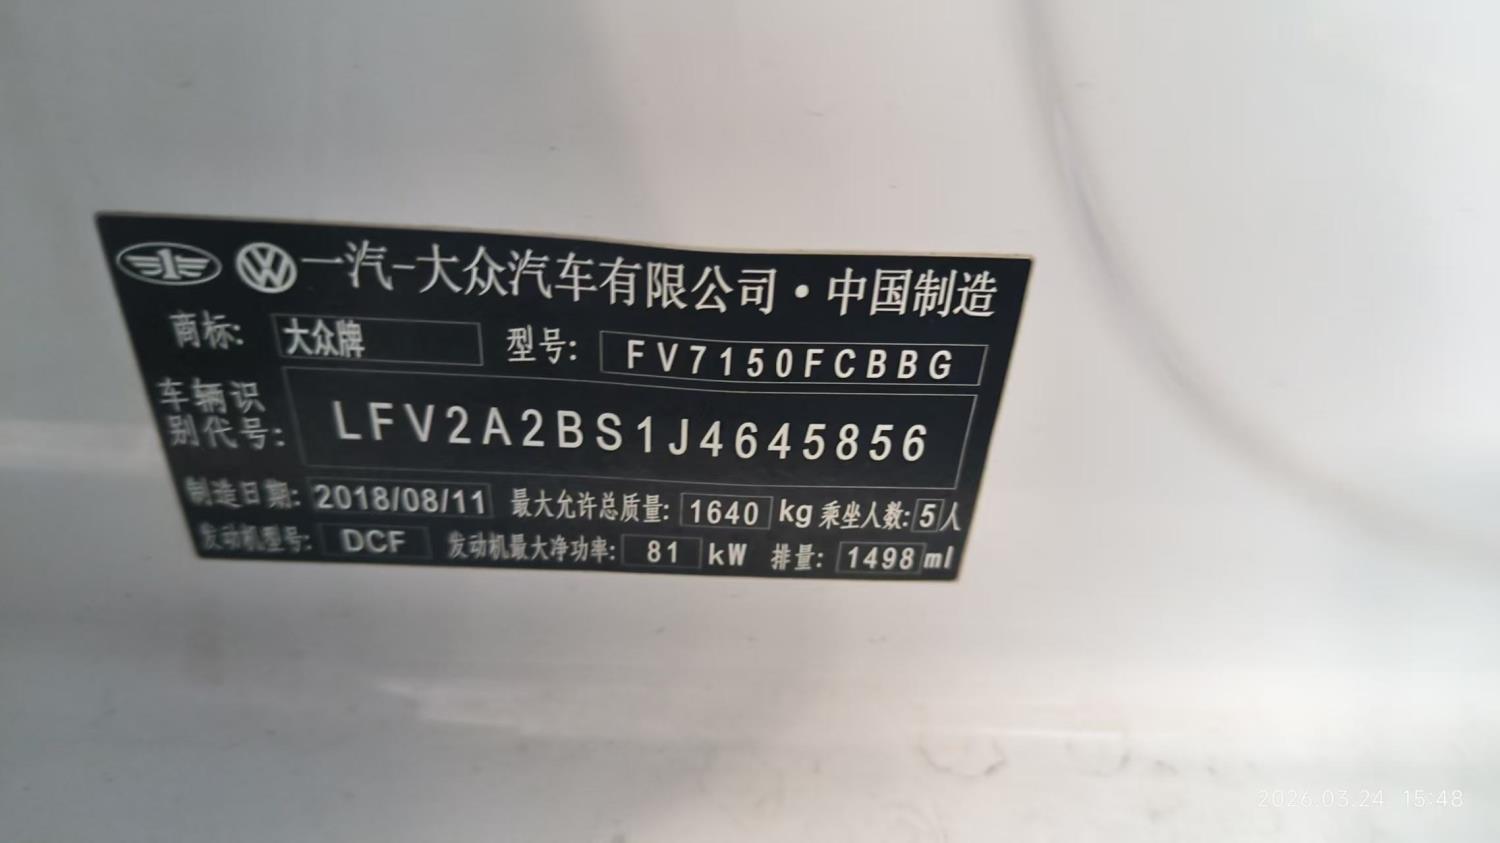 一汽-大众汽车有限公司·中国制造
商标: 大众牌 型号: FV7150FCBBG
车辆识
别代号: LFV2A2BS1J4645856
制造日期: 2018/08/11 最大允许总质量: 1640 kg 乘坐人数: 5人
发动机型号: DCF 发动机最大净功率: 81 kW 排量: 1498 ml
2026.03.24 15:48